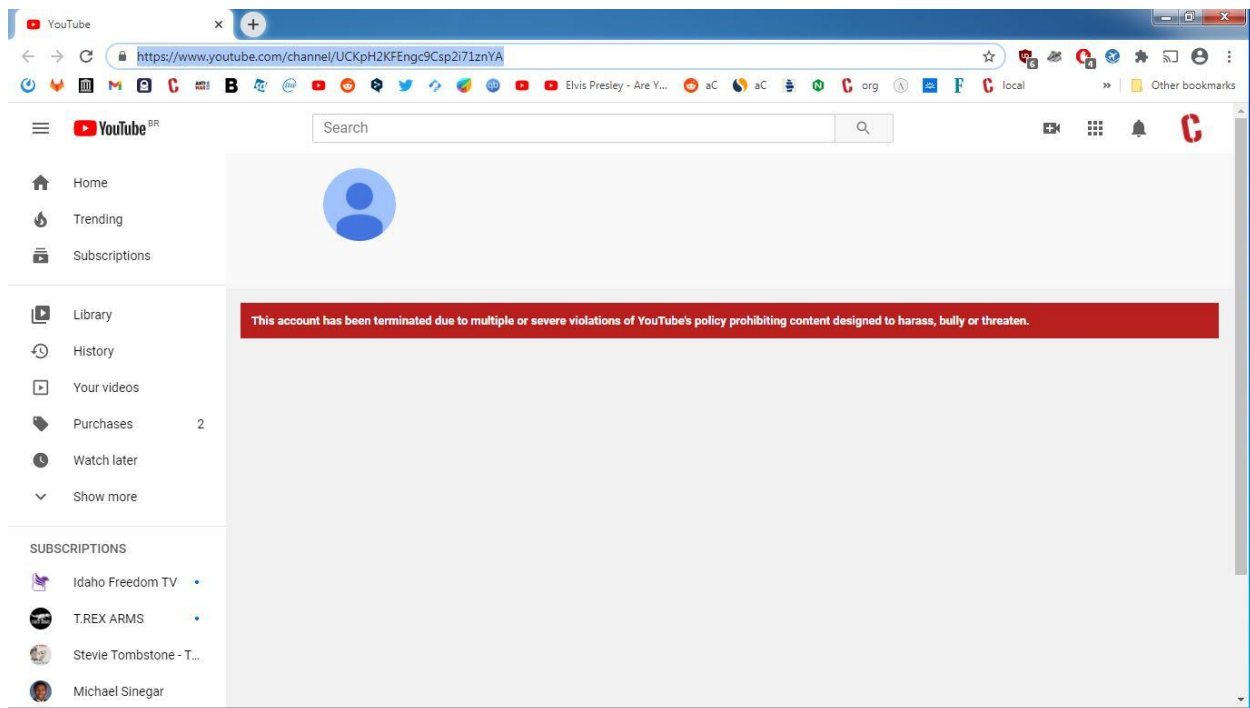 YouTube
https://www.youtube.com/channel/UCKpH2KFEngc9Csp2i71znYA
6
4
Elvis Presley - Are Y...
aC
aC
org
local
»
Other bookmarks
YouTube BR
Search
Home
Trending
Subscriptions
Library
History
Your videos
Purchases 2
Watch later
Show more
SUBSCRIPTIONS
Idaho Freedom TV
T.REX ARMS
Stevie Tombstone - T...
Michael Sinegar
This account has been terminated due to multiple or severe violations of YouTube's policy prohibiting content designed to harass, bully or threaten.